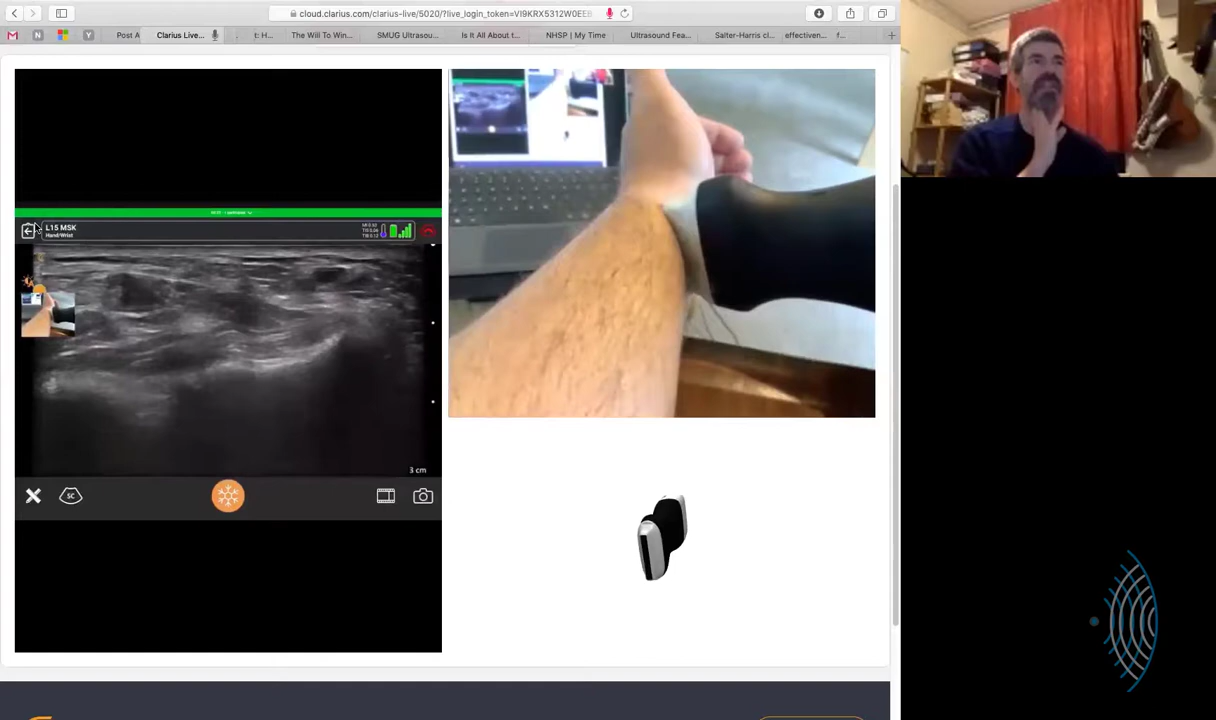 cloud.clarius.com/clarius-live/5020/?live_login_token=VI9KRX5312W0EEB
Post A
Clarius Live...
t: H...
The Will To Win...
SMUG Ultrasou...
Is It All About t...
NHSP | My Time
Ultrasound Fea...
Salter-Harris cl...
effectiven...
f...
L15 MSK
Hand/Wrist
3 cm
SC